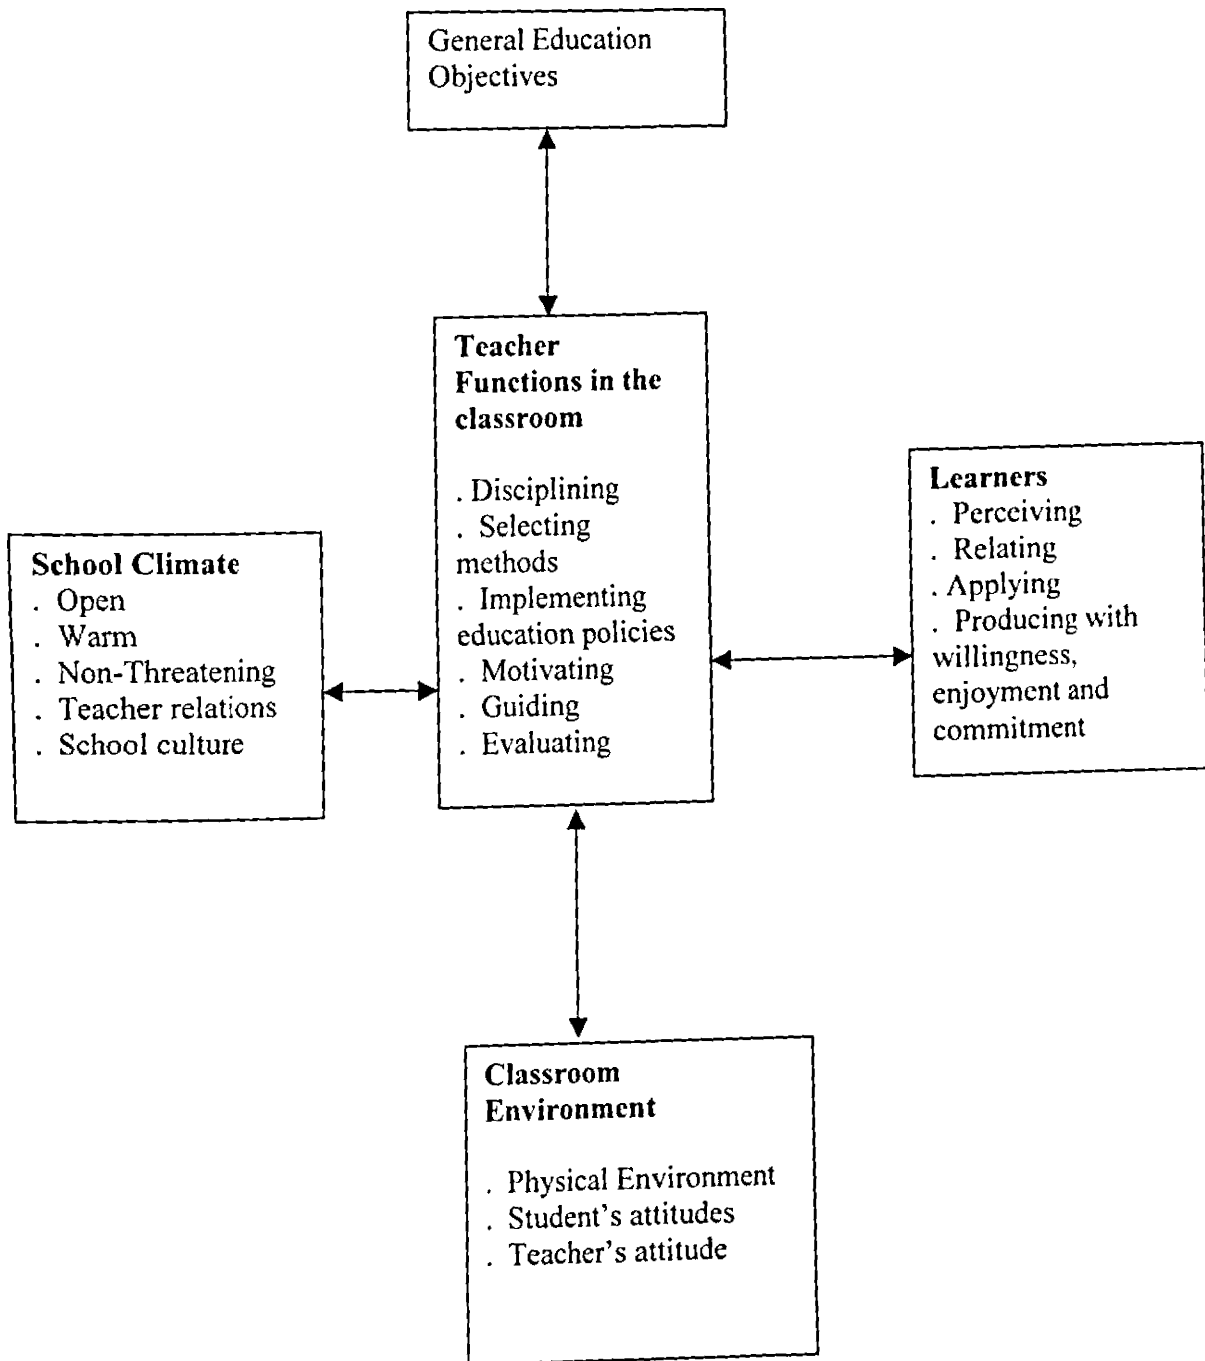 General Education
Objectives
Teacher
Functions in the
classroom
. Disciplining
. Selecting
methods
. Implementing
education policies
. Motivating
. Guiding
. Evaluating
School Climate
. Open
. Warm
. Non-Threatening
. Teacher relations
. School culture
Learners
. Perceiving
. Relating
. Applying
. Producing with
willingness,
enjoyment and
commitment
Classroom
Environment
. Physical Environment
. Student's attitudes
. Teacher's attitude